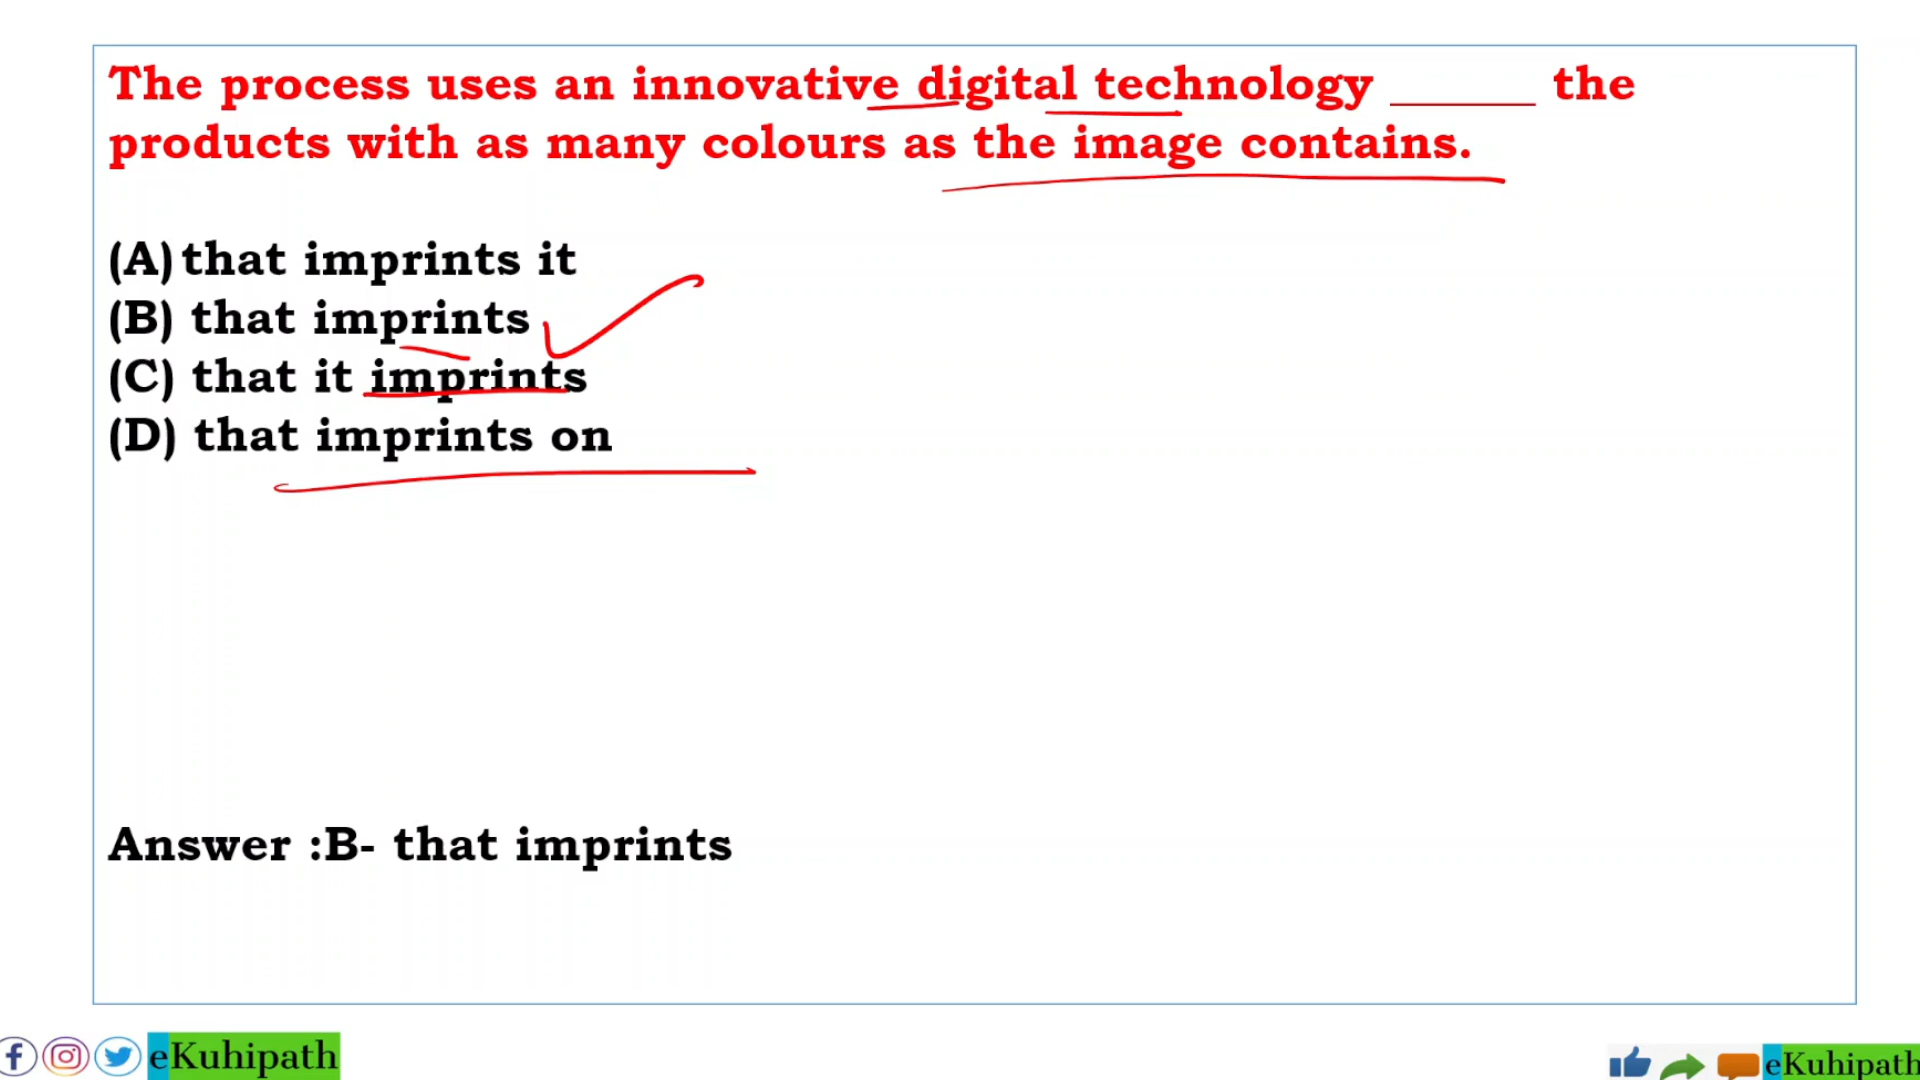 The process uses an innovative digital technology ______ the
products with as many colours as the image contains.
(A) that imprints it
(B) that imprints
(C) that it imprints
(D) that imprints on
Answer :B- that imprints
eKuhipath
eKuhipath